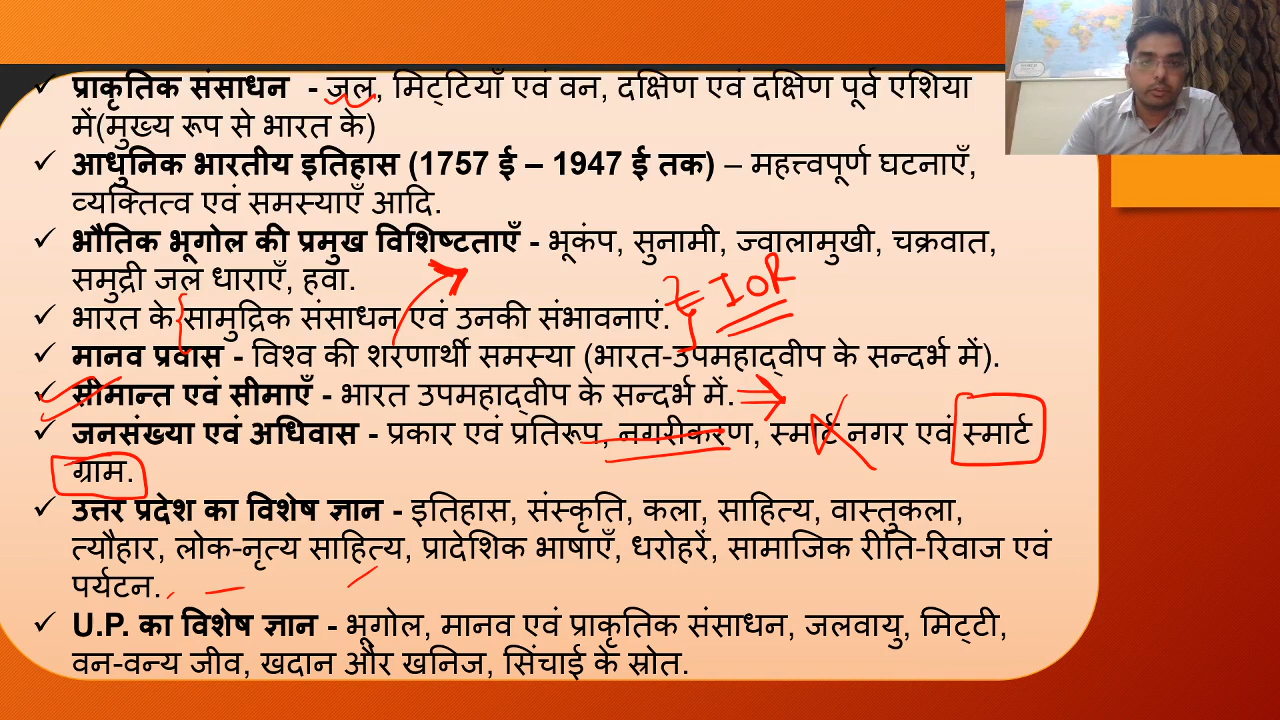 ✓ प्राकृतिक संसाधन - जल, मिट्टियाँ एवं वन, दक्षिण एवं दक्षिण पूर्व एशिया
में(मुख्य रूप से भारत के)
✓ आधुनिक भारतीय इतिहास (1757 ई – 1947 ई तक) – महत्त्वपूर्ण घटनाएँ,
व्यक्तित्व एवं समस्याएँ आदि.
✓ भौतिक भूगोल की प्रमुख विशिष्टताएँ - भूकंप, सुनामी, ज्वालामुखी, चक्रवात,
समुद्री जल धाराएँ, हवा.
✓ भारत के सामुद्रिक संसाधन एवं उनकी संभावनाएं. IOR
✓ मानव प्रवास - विश्व की शरणार्थी समस्या (भारत-उपमहाद्वीप के सन्दर्भ में).
✓ सीमान्त एवं सीमाएँ - भारत उपमहाद्वीप के सन्दर्भ में.
✓ जनसंख्या एवं अधिवास - प्रकार एवं प्रतिरूप, नगरीकरण, स्मार्ट नगर एवं स्मार्ट
ग्राम.
✓ उत्तर प्रदेश का विशेष ज्ञान - इतिहास, संस्कृति, कला, साहित्य, वास्तुकला,
त्यौहार, लोक-नृत्य साहित्य, प्रादेशिक भाषाएँ, धरोहरें, सामाजिक रीति-रिवाज एवं
पर्यटन.
✓ U.P. का विशेष ज्ञान - भूगोल, मानव एवं प्राकृतिक संसाधन, जलवायु, मिट्टी,
वन-वन्य जीव, खदान और खनिज, सिंचाई के स्रोत.